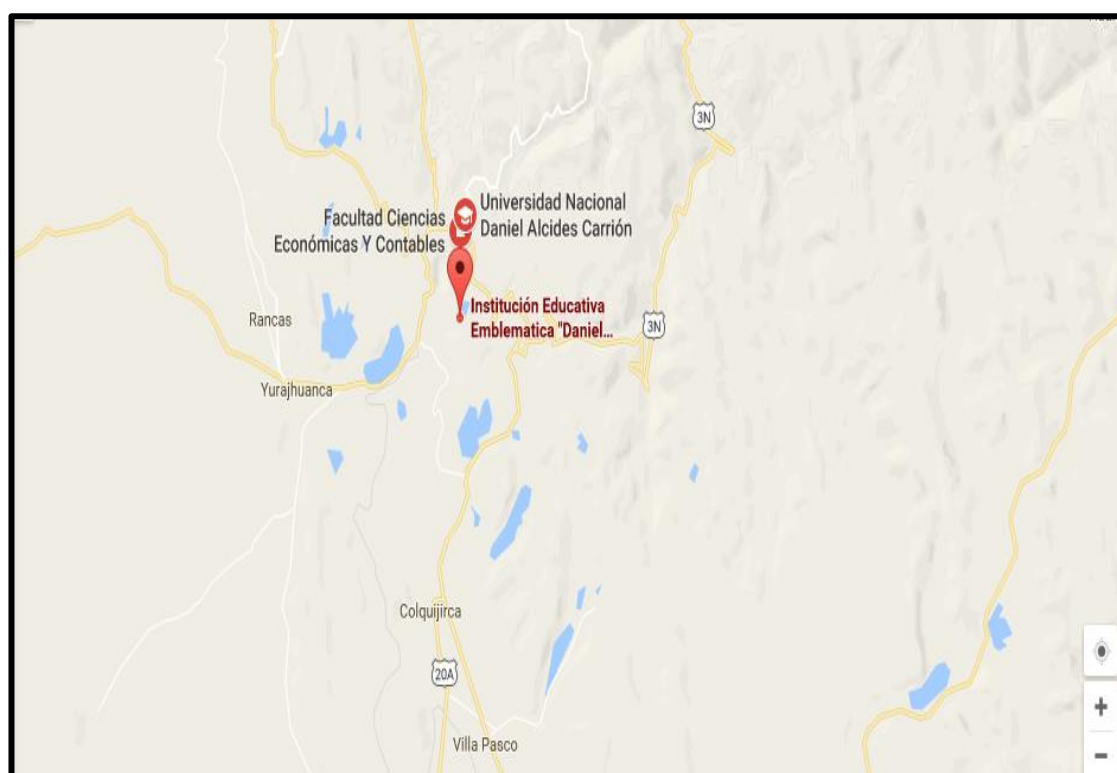 3N
Universidad Nacional
Daniel Alcides Carrión
Facultad Ciencias
Económicas Y Contables
Institución Educativa
Emblematica "Daniel...
Rancas
3N
Yurajhuanca
Colquijirca
20A
Villa Pasco